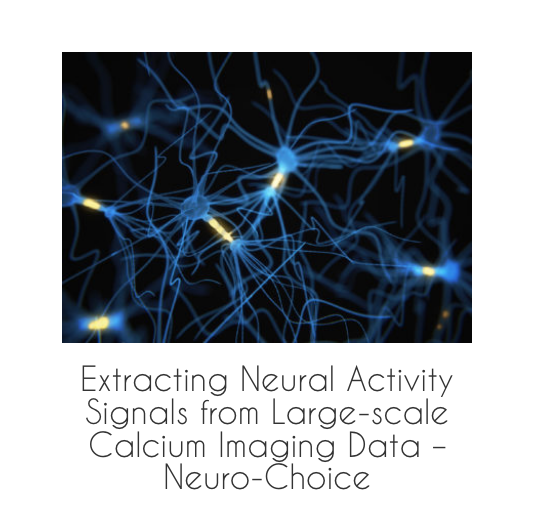 Extracting Neural Activity
Signals from Large-scale
Calcium Imaging Data –
Neuro-Choice